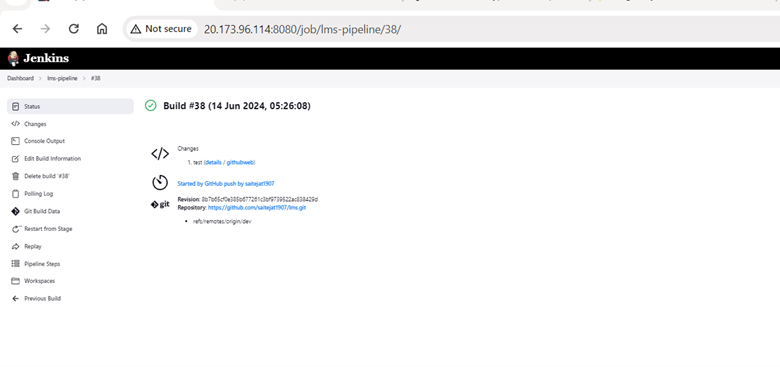 Not secure 20.173.96.114:8080/job/lms-pipeline/38/
Jenkins
Dashboard > lms-pipeline > #38
Status
Changes
Console Output
Edit Build Information
Delete build '#38'
Polling Log
Git Build Data
Restart from Stage
Replay
Pipeline Steps
Workspaces
Previous Build
Build #38 (14 Jun 2024, 05:26:08)
Changes
1. test (details / githubweb)
Started by GitHub push by saitejat1907
git
Revision: 8b7b65cf0e385b677261c3bf9739522ac838429d
Repository: https://github.com/saitejat1907/lms.git
• refs/remotes/origin/dev